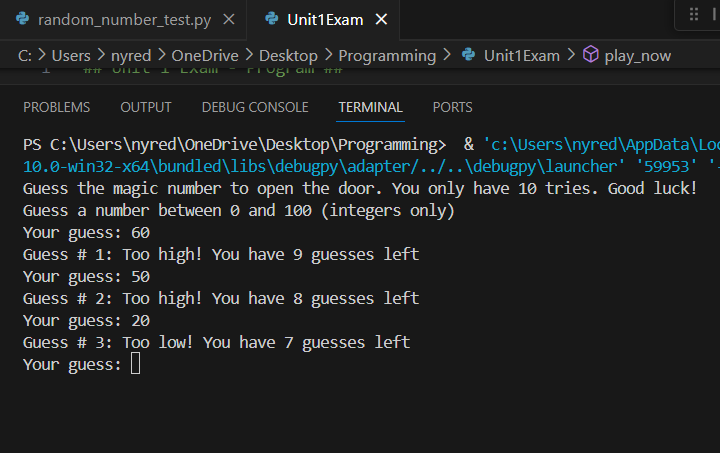 random_number_test.py Unit1Exam
C: > Users > nyred > OneDrive > Desktop > Programming > Unit1Exam > play_now
1 ## Unit 1 Exam - Program ##
PROBLEMS OUTPUT DEBUG CONSOLE TERMINAL PORTS
PS C:\Users\nyred\OneDrive\Desktop\Programming> & 'c:\Users\nyred\AppData\Loc
10.0-win32-x64\bundled\libs\debugpy\adapter/../..\debugpy\launcher' '59953' '-
Guess the magic number to open the door. You only have 10 tries. Good luck!
Guess a number between 0 and 100 (integers only)
Your guess: 60
Guess # 1: Too high! You have 9 guesses left
Your guess: 50
Guess # 2: Too high! You have 8 guesses left
Your guess: 20
Guess # 3: Too low! You have 7 guesses left
Your guess: